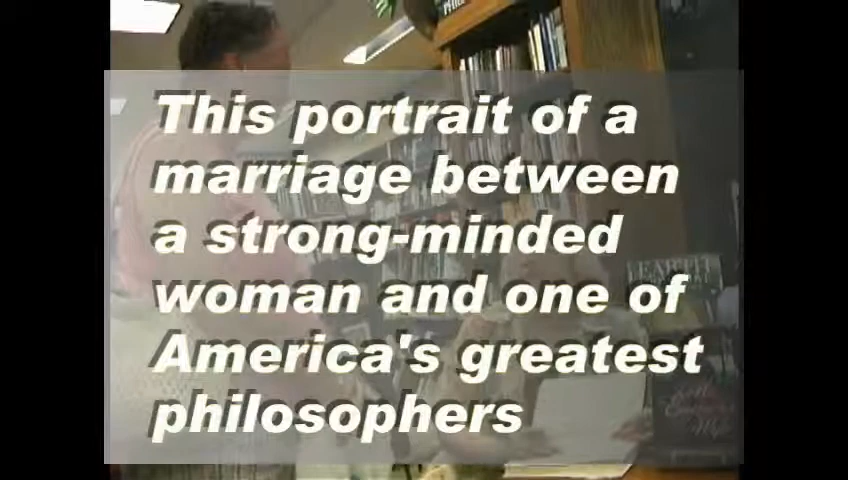 This portrait of a
marriage between
a strong-minded
woman and one of
America's greatest
philosophers